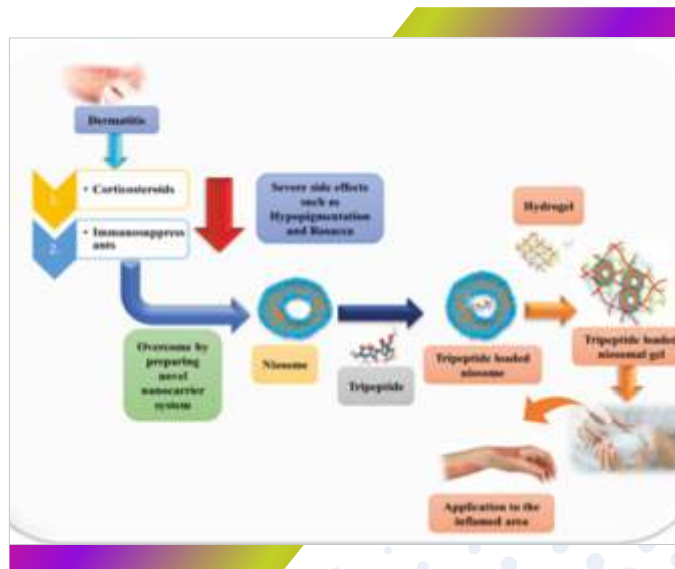 Dermatitis
1
• Corticosteroids
2
• Immunosuppress
ants
Severe side effects
such as
Hypopigmentation
and Rosacea
Hydrogel
Overcome by
preparing
novel
nanocarrier
system
Niosome
Tripeptide
Tripeptide loaded
niosome
Tripeptide loaded
niosomal gel
Application to the
inflamed area